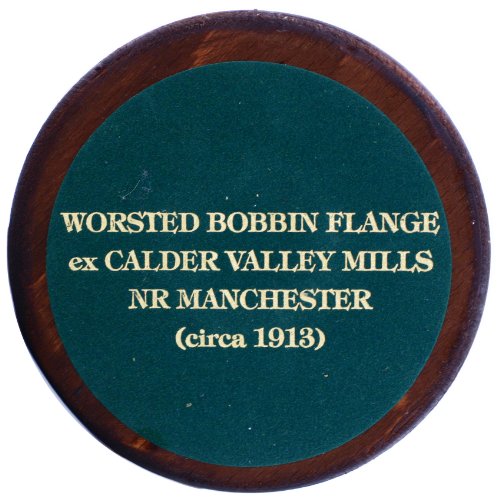 WORSTED BOBBIN FLANGE
ex CALDER VALLEY MILLS
NR MANCHESTER
(circa 1913)